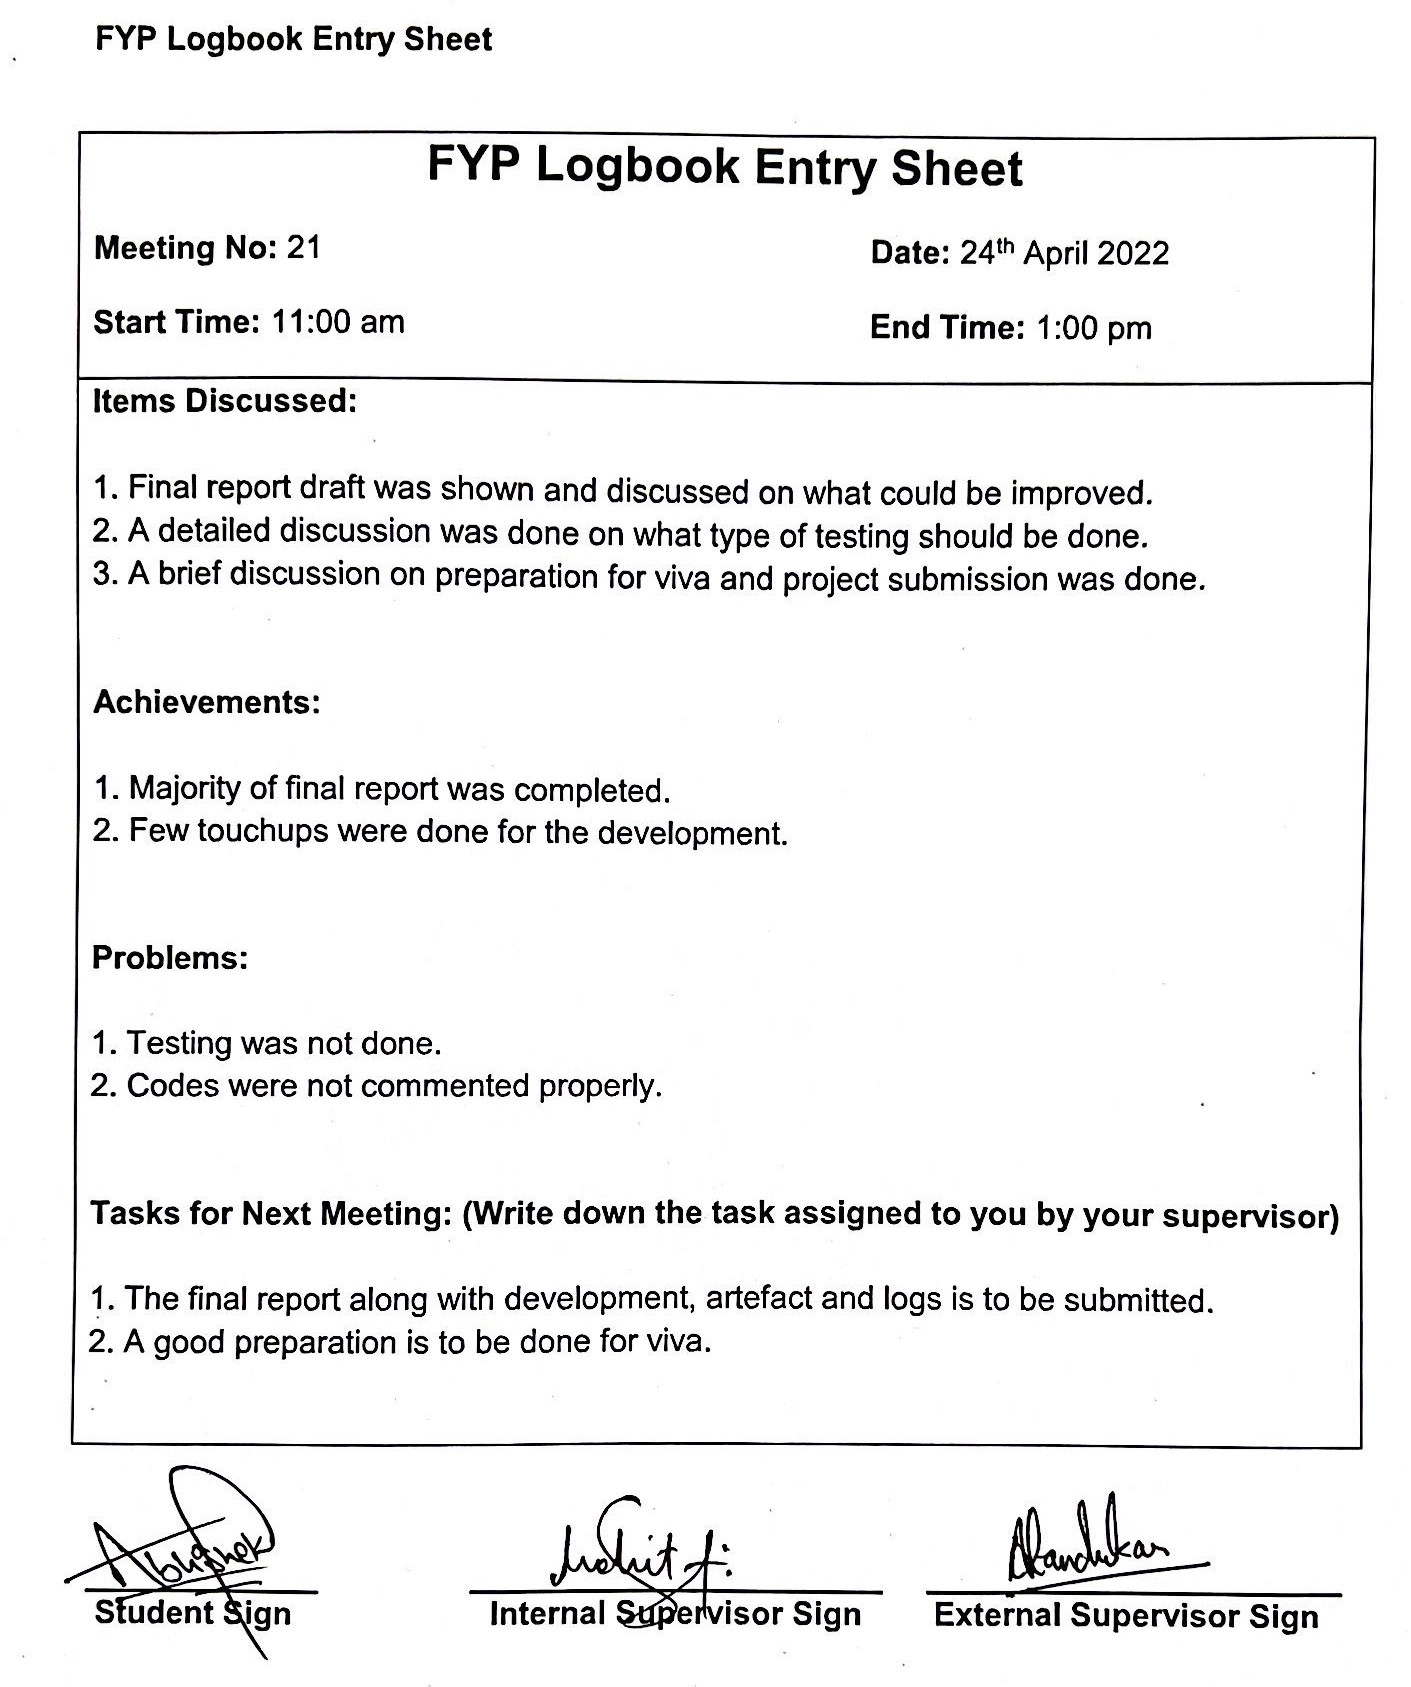 FYP Logbook Entry Sheet
FYP Logbook Entry Sheet
Meeting No: 21
Date: 24th April 2022
Start Time: 11:00 am
End Time: 1:00 pm
Items Discussed:
1. Final report draft was shown and discussed on what could be improved.
2. A detailed discussion was done on what type of testing should be done.
3. A brief discussion on preparation for viva and project submission was done.
Achievements:
1. Majority of final report was completed.
2. Few touchups were done for the development.
Problems:
1. Testing was not done.
2. Codes were not commented properly.
Tasks for Next Meeting: (Write down the task assigned to you by your supervisor)
1. The final report along with development, artefact and logs is to be submitted.
2. A good preparation is to be done for viva.
Abhishek
Student Sign
Internal Supervisor Sign
External Supervisor Sign